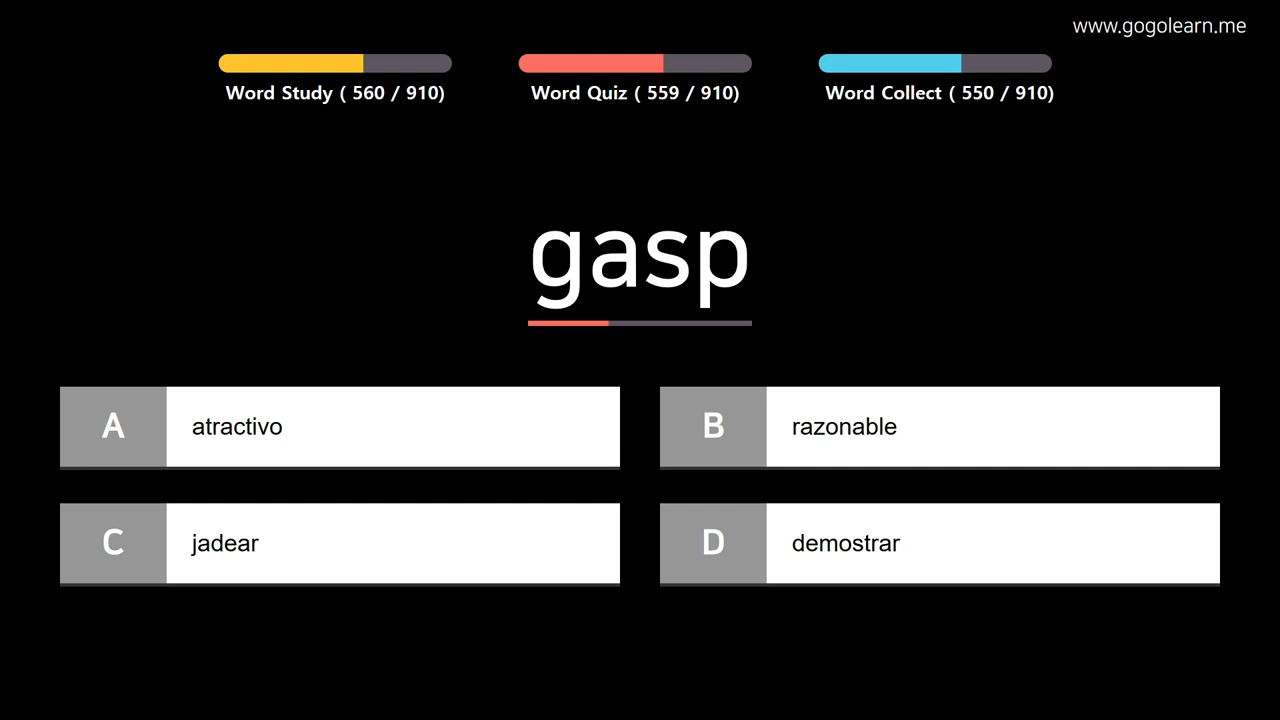 www.gogolearn.me
Word Study ( 560 / 910)
Word Quiz ( 559 / 910)
Word Collect ( 550 / 910)
gasp
A atractivo
B razonable
C jadear
D demostrar